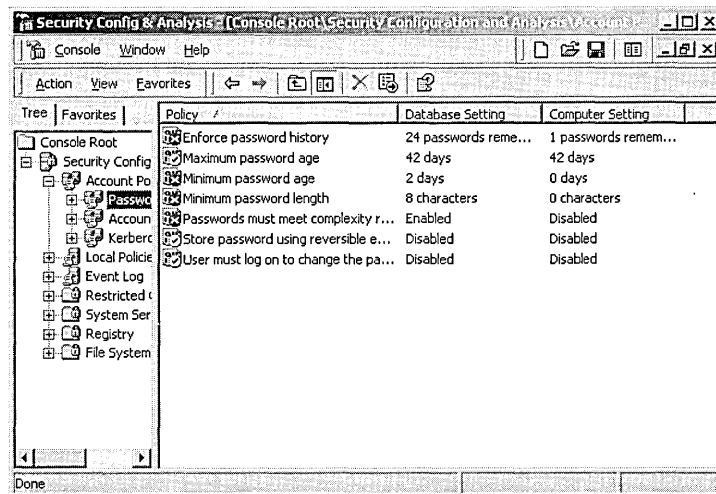 Security Config & Analysis - [Console Root\Security Configuration and Analysis\Account P
Console Window Help
Action View Favorites
Tree Favorites
Policy Database Setting Computer Setting
Console Root
Security Config
Account Po
Passwo
Accoun
Kerberc
Local Policie
Event Log
Restricted
System Ser
Registry
File System
Enforce password history 24 passwords reme... 1 passwords remem...
Maximum password age 42 days 42 days
Minimum password age 2 days 0 days
Minimum password length 8 characters 0 characters
Passwords must meet complexity r... Enabled Disabled
Store password using reversible e... Disabled Disabled
User must log on to change the pa... Disabled Disabled
Done